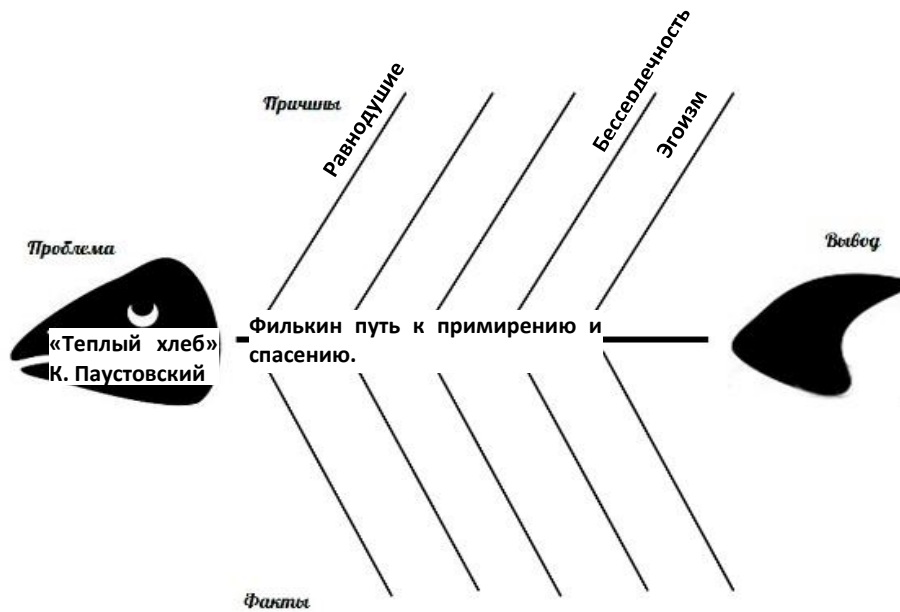 Причины
Равнодушие
Бессердечность
Эгоизм
Проблема
Вывод
«Теплый хлеб»
К. Паустовский
Филькин путь к примирению и
спасению.
Факты